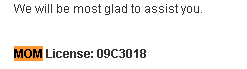 We will be most glad to assist you.
MOM License: 09C3018